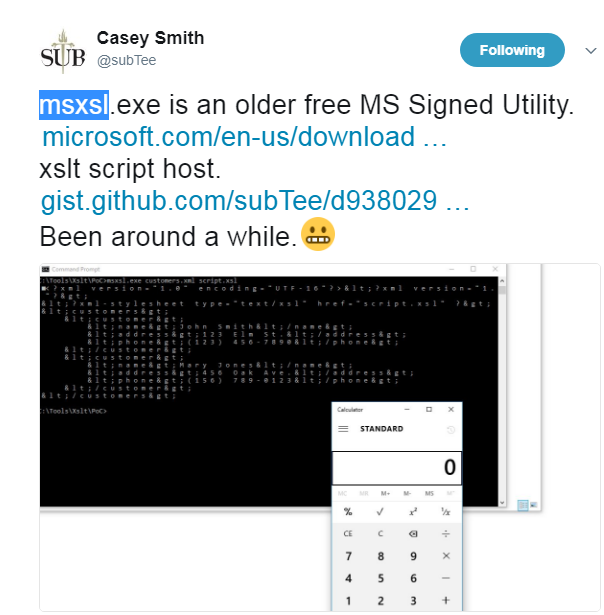 SUB
Casey Smith
@subTee
Following
msxsl.exe is an older free MS Signed Utility.
microsoft.com/en-us/download ...
xslt script host.
gist.github.com/subTee/d938029 ...
Been around a while.
Command Prompt
:\Tools\Xslt\PoC>msxsl.exe customers.xml script.xsl
<?xml version="1.0" encoding="UTF-16"?>&lt;?xml version="1.
"?&gt;
&lt;?xml-stylesheet type="text/xsl" href="script.xsl" ?&gt;
&lt;customers&gt;
&lt;customer&gt;
&lt;name&gt;John Smith&lt;/name&gt;
&lt;address&gt;123 Elm St.&lt;/address&gt;
&lt;phone&gt;(123) 456-7890&lt;/phone&gt;
&lt;/customer&gt;
&lt;customer&gt;
&lt;name&gt;Mary Jones&lt;/name&gt;
&lt;address&gt;456 Oak Ave.&lt;/address&gt;
&lt;phone&gt;(156) 789-0123&lt;/phone&gt;
&lt;/customer&gt;
&lt;/customers&gt;
:\Tools\Xslt\PoC>
Calculator
STANDARD
0
MC MR M+ M- MS
% √ x² ¹/x
CE C ÷
7 8 9 ×
4 5 6 −
1 2 3 +